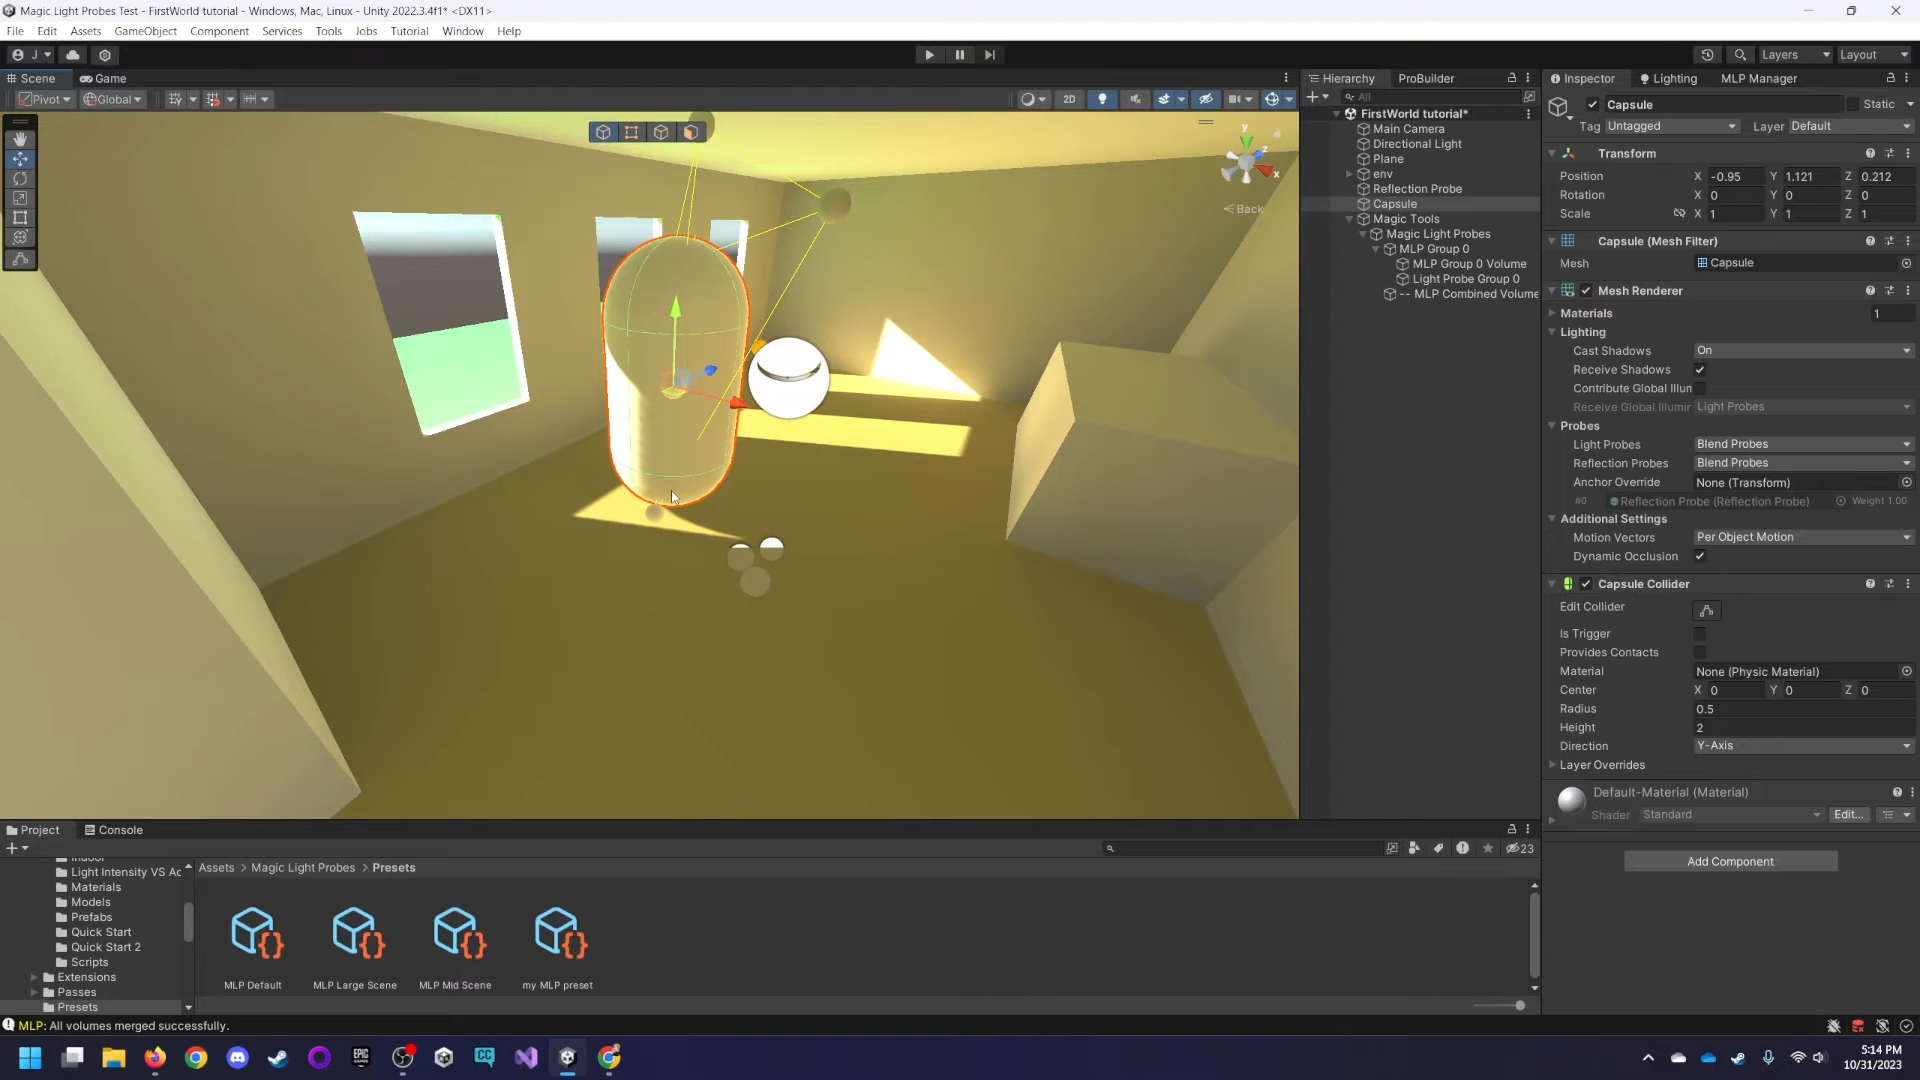 Magic Light Probes Test - FirstWorld tutorial - Windows, Mac, Linux - Unity 2022.3.4f1* <DX11>
File Edit Assets GameObject Component Services Tools Jobs Tutorial Window Help
J
Layers Layout
Scene Game
Pivot Global 2D
y z x
< Back
Hierarchy ProBuilder
All
FirstWorld tutorial*
Main Camera
Directional Light
Plane
env
Reflection Probe
Capsule
Magic Tools
Magic Light Probes
MLP Group 0
MLP Group 0 Volume
Light Probe Group 0
-- MLP Combined Volume
Inspector Lighting MLP Manager
Capsule Static
Tag Untagged Layer Default
Transform
Position X -0.95 Y 1.121 Z 0.212
Rotation X 0 Y 0 Z 0
Scale X 1 Y 1 Z 1
Capsule (Mesh Filter)
Mesh Capsule
Mesh Renderer
Materials 1
Lighting
Cast Shadows On
Receive Shadows
Contribute Global Illun
Receive Global Illumir Light Probes
Probes
Light Probes Blend Probes
Reflection Probes Blend Probes
Anchor Override None (Transform)
#0 Reflection Probe (Reflection Probe) Weight 1.00
Additional Settings
Motion Vectors Per Object Motion
Dynamic Occlusion
Capsule Collider
Edit Collider
Is Trigger
Provides Contacts
Material None (Physic Material)
Center X 0 Y 0 Z 0
Radius 0.5
Height 2
Direction Y-Axis
Layer Overrides
Default-Material (Material)
Shader Standard Edit...
Add Component
Project Console
23
Indoor
Light Intensity VS Ac
Materials
Models
Prefabs
Quick Start
Quick Start 2
Scripts
Extensions
Passes
Presets
Assets > Magic Light Probes > Presets
MLP Default MLP Large Scene MLP Mid Scene my MLP preset
MLP: All volumes merged successfully.
EPIC GAMES
CC
5:14 PM
10/31/2023